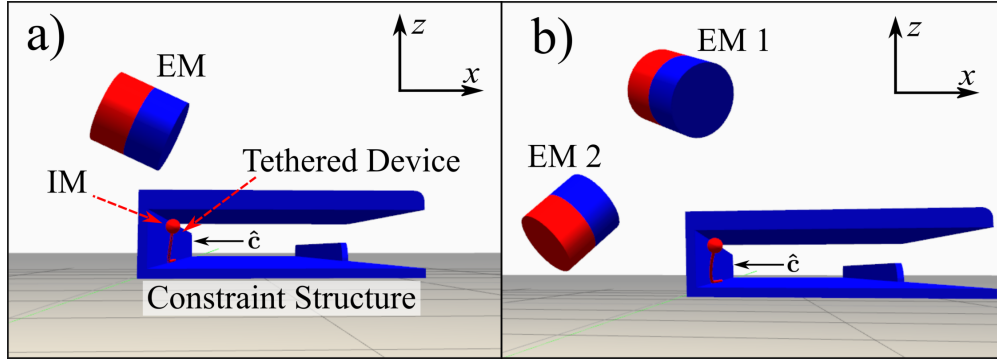 a)
EM
z
x
Tethered Device
IM
ĉ
Constraint Structure
b)
EM 1
z
x
EM 2
ĉ